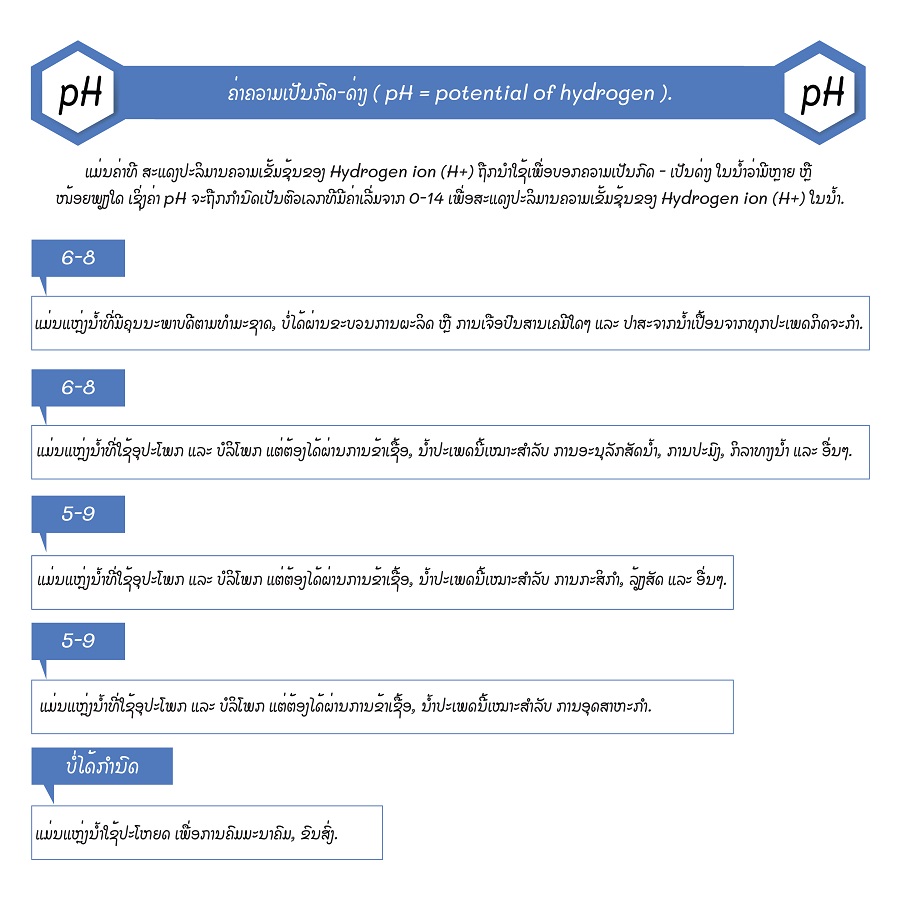 pH
ຄ່າຄວາມເປັນກົດ-ດ່າງ ( pH = potential of hydrogen ).
pH
ແມ່ນຄ່າທີ ສະແດງປະລິມານຄວາມເຂັ້ມຊຸ້ນຂອງ Hydrogen ion (H+) ຖືກນຳໃຊ້ເພື່ອບອກຄວາມເປັນກົດ - ເປັນດ່າງ ໃນນ້ຳວ່າມີຫຼາຍ ຫຼື
ໜ້ອຍພຽງໃດ ເຊິ່ງຄ່າ pH ຈະຖືກກຳນົດເປັນຕົວເລກທີມີຄ່າເລີ່ມຈາກ 0-14 ເພື່ອສະແດງປະລິມານຄວາມເຂັ້ມຊຸ້ນຂອງ Hydrogen ion (H+) ໃນນ້ຳ.
6-8
ແມ່ນແຫຼ່ງນ້ຳທີ່ມີຄຸນນະພາບດີຕາມທຳມະຊາດ, ບໍ່ໄດ້ຜ່ານຂະບວນການຜະລິດ ຫຼື ການເຈືອປົນສານເຄມີໃດໆ ແລະ ປາສະຈາກນ້ຳເປື້ອນຈາກທຸກປະເພດກິດຈະກຳ.
6-8
ແມ່ນແຫຼ່ງນ້ຳທີ່ໃຊ້ອຸປະໂພກ ແລະ ບໍລິໂພກ ແຕ່ຕ້ອງໄດ້ຜ່ານການຂ້າເຊື້ອ, ນ້ຳປະເພດນີ້ເໝາະສຳລັບ ການອະນຸລັກສັດນ້ຳ, ການປະມົງ, ກິລາທາງນ້ຳ ແລະ ອື່ນໆ.
5-9
ແມ່ນແຫຼ່ງນ້ຳທີ່ໃຊ້ອຸປະໂພກ ແລະ ບໍລິໂພກ ແຕ່ຕ້ອງໄດ້ຜ່ານການຂ້າເຊື້ອ, ນ້ຳປະເພດນີ້ເໝາະສຳລັບ ການກະສິກຳ, ລ້ຽງສັດ ແລະ ອື່ນໆ.
5-9
ແມ່ນແຫຼ່ງນ້ຳທີ່ໃຊ້ອຸປະໂພກ ແລະ ບໍລິໂພກ ແຕ່ຕ້ອງໄດ້ຜ່ານການຂ້າເຊື້ອ, ນ້ຳປະເພດນີ້ເໝາະສຳລັບ ການອຸດສາຫະກຳ.
ບໍ່ໄດ້ກຳນົດ
ແມ່ນແຫຼ່ງນ້ຳໃຊ້ປະໂຫຍດ ເພື່ອການຄົມມະນາຄົມ, ຂົນສົ່ງ.